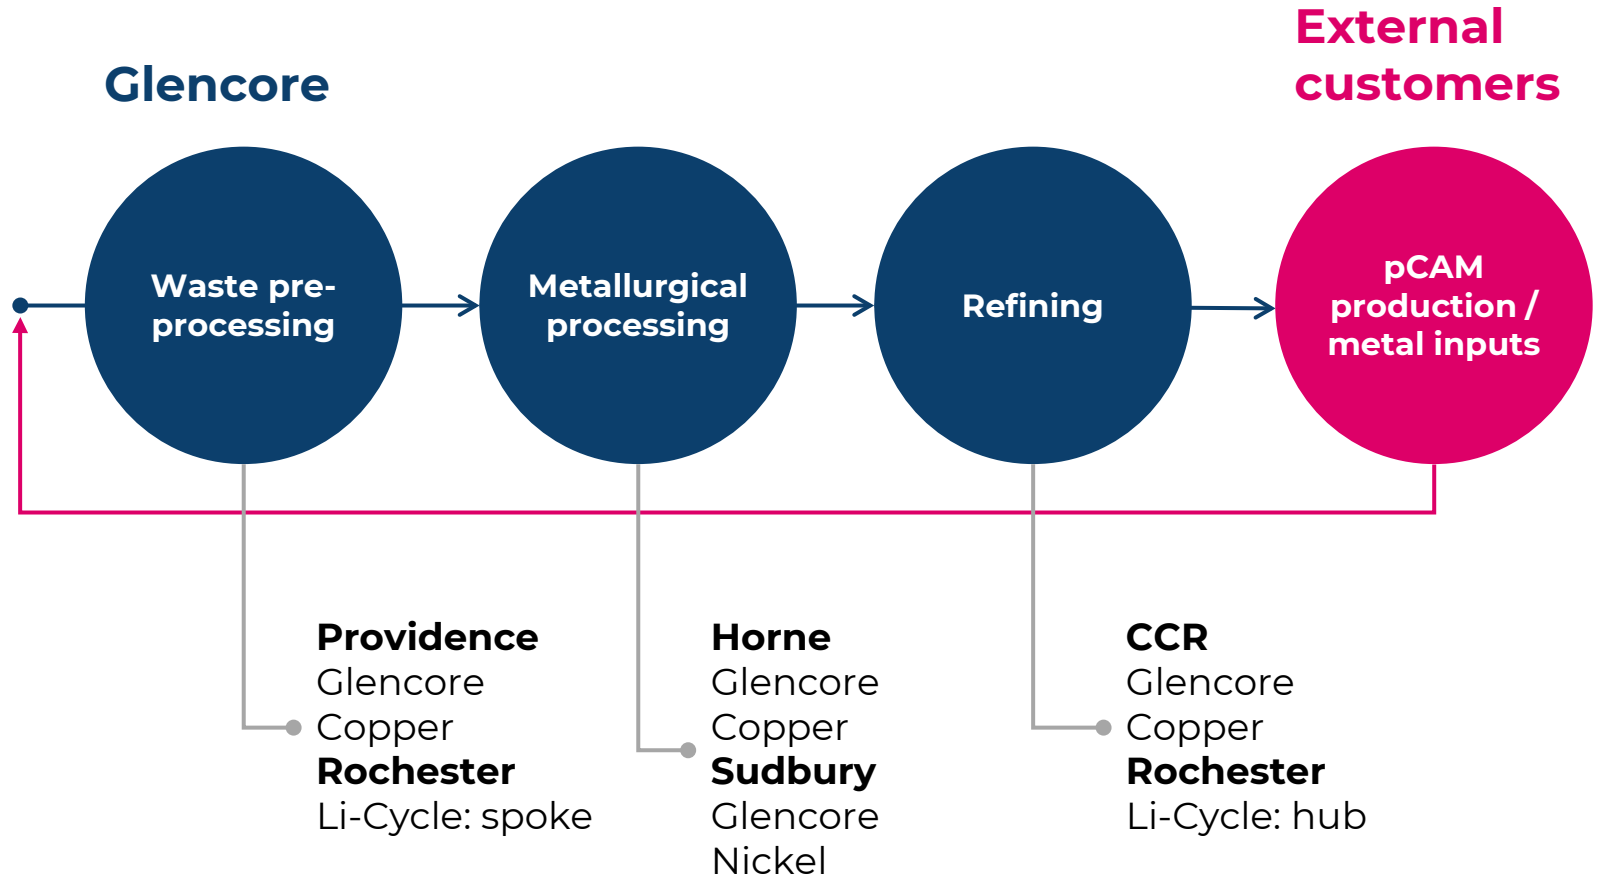 Glencore
External
customers
Waste pre-
processing
Metallurgical
processing
Refining
pCAM
production /
metal inputs
Providence
Glencore
Copper
Rochester
Li-Cycle: spoke
Horne
Glencore
Copper
Sudbury
Glencore
Nickel
CCR
Glencore
Copper
Rochester
Li-Cycle: hub